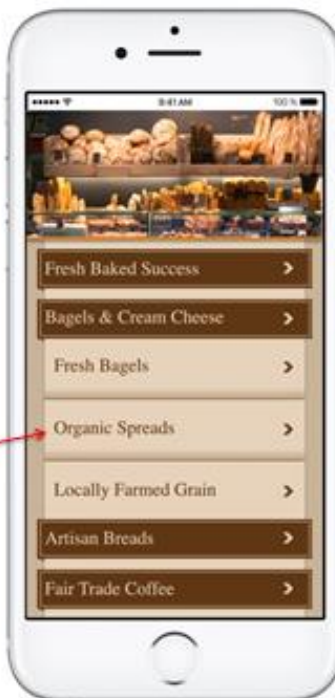 9:41 AM 100%
Fresh Baked Success
Bagels & Cream Cheese
Fresh Bagels
Organic Spreads
Locally Farmed Grain
Artisan Breads
Fair Trade Coffee